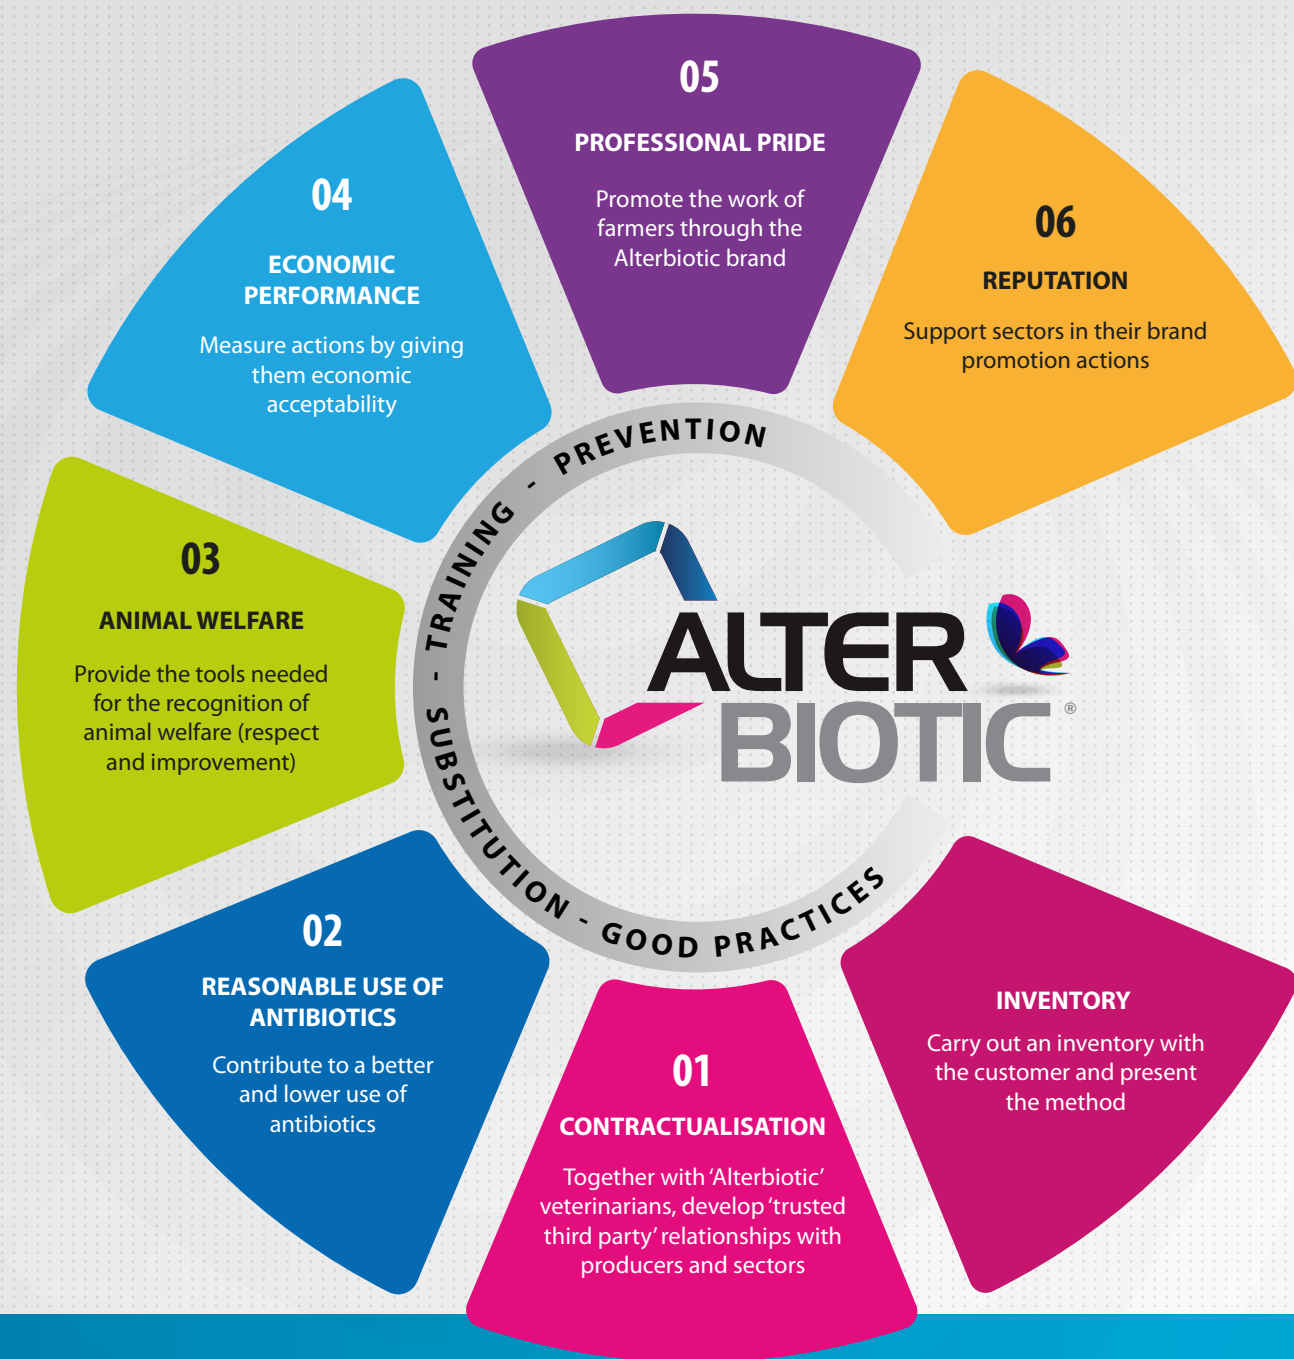 05
PROFESSIONAL PRIDE
Promote the work of
farmers through the
Alterbiotic brand
04
ECONOMIC
PERFORMANCE
Measure actions by giving
them economic
acceptability
06
REPUTATION
Support sectors in their brand
promotion actions
03
ANIMAL WELFARE
Provide the tools needed
for the recognition of
animal welfare (respect
and improvement)
SUBSTITUTION - TRAINING - PREVENTION
- GOOD PRACTICES
ALTER
BIOTIC®
02
REASONABLE USE OF
ANTIBIOTICS
Contribute to a better
and lower use of
antibiotics
01
CONTRACTUALISATION
Together with ‘Alterbiotic’
veterinarians, develop ‘trusted
third party’ relationships with
producers and sectors
INVENTORY
Carry out an inventory with
the customer and present
the method